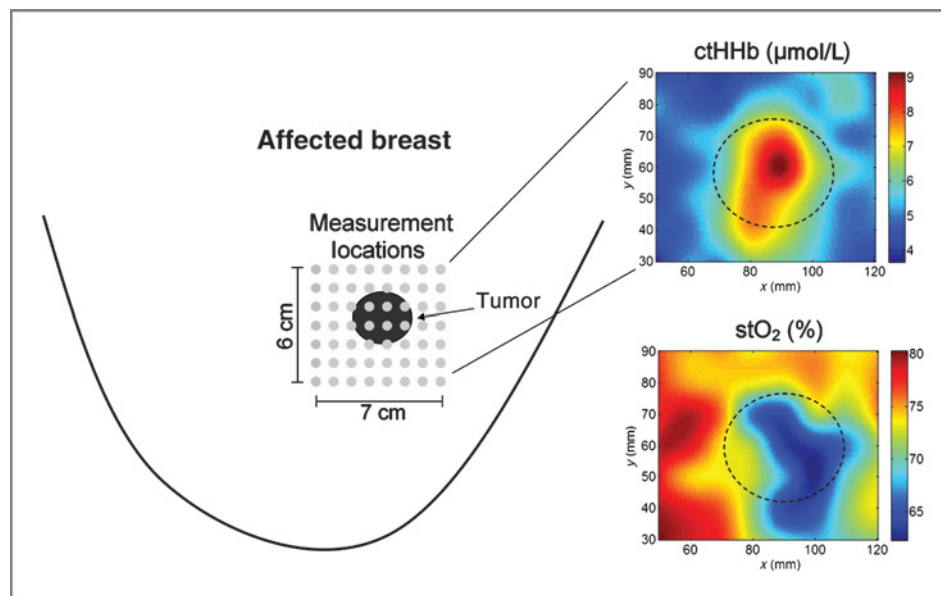 ctHHb (µmol/L)
Affected breast
Measurement
locations
Tumor
6 cm
7 cm
90
80
70
60
50
40
30
y (mm)
60
80
100
120
x (mm)
9
8
7
6
5
4
stO₂ (%)
90
80
70
60
50
40
30
y (mm)
60
80
100
120
x (mm)
80
75
70
65